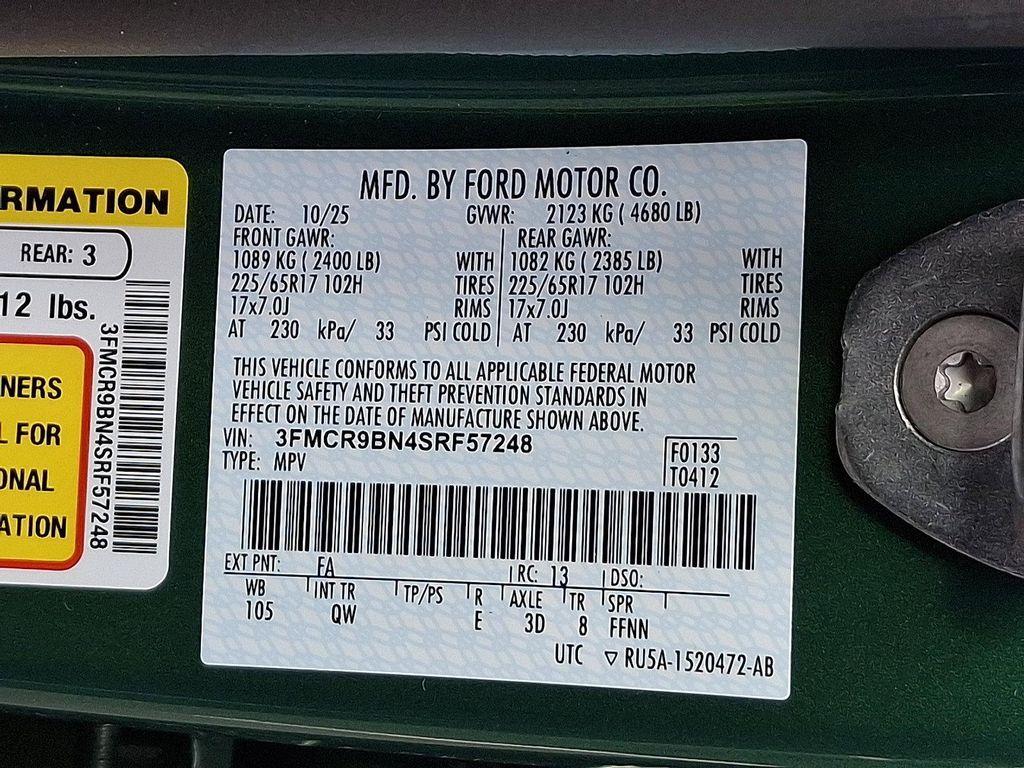 RMATION
REAR: 3
12 lbs.
NERS
L FOR
ONAL
ATION
3FMCR9BN4SRF57248
MFD. BY FORD MOTOR CO.
DATE: 10/25 GVWR: 2123 KG ( 4680 LB)
FRONT GAWR: REAR GAWR:
1089 KG ( 2400 LB) WITH 1082 KG ( 2385 LB) WITH
225/65R17 102H TIRES 225/65R17 102H TIRES
17x7.0J RIMS 17x7.0J RIMS
AT 230 kPa/ 33 PSI COLD AT 230 kPa/ 33 PSI COLD
THIS VEHICLE CONFORMS TO ALL APPLICABLE FEDERAL MOTOR
VEHICLE SAFETY AND THEFT PREVENTION STANDARDS IN
EFFECT ON THE DATE OF MANUFACTURE SHOWN ABOVE.
VIN: 3FMCR9BN4SRF57248
TYPE: MPV
F0133
T0412
EXT PNT: FA RC: 13 DSO:
WB INT TR TP/PS R AXLE TR SPR
105 QW E 3D 8 FFNN
UTC ▽ RU5A-1520472-AB